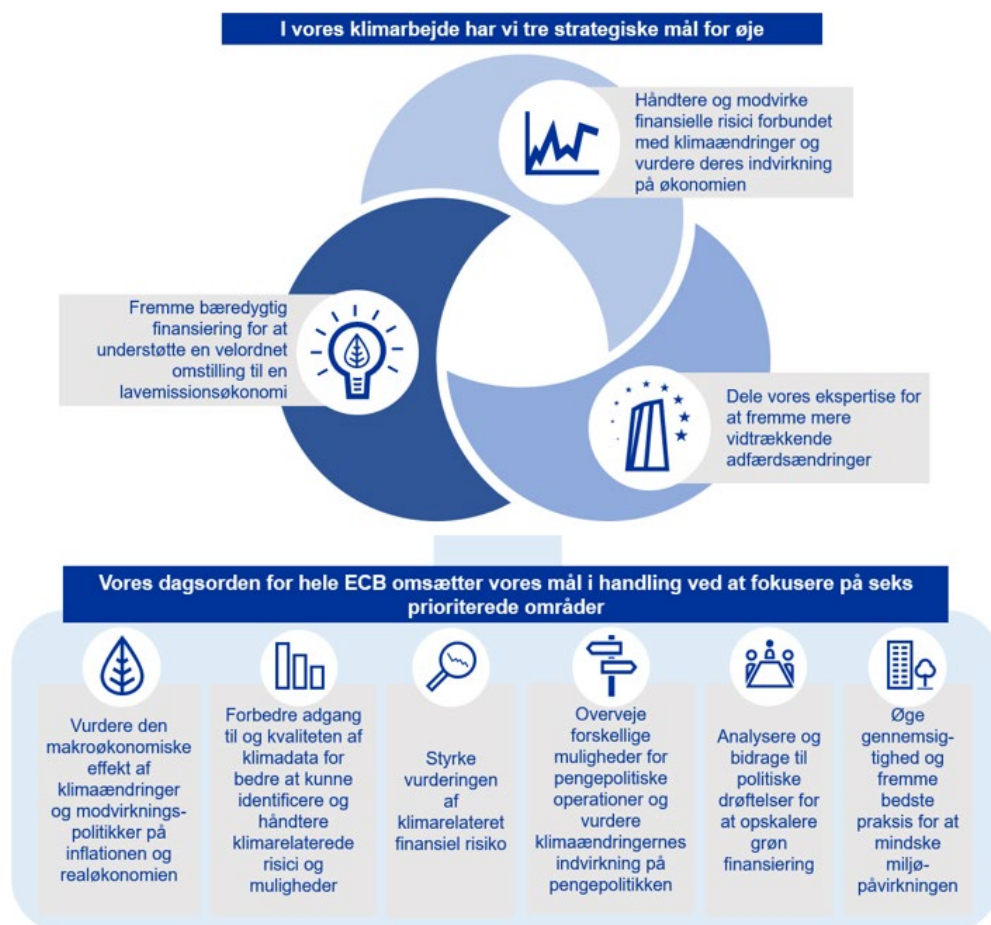 I vores klimarbejde har vi tre strategiske mål for øje
Håndtere og modvirke
finansielle risici forbundet
med klimaændringer og
vurdere deres indvirkning
på økonomien
Fremme bæredygtig
finansiering for at
understøtte en velordnet
omstilling til en
lavemissionsøkonomi
Dele vores ekspertise for
at fremme mere
vidtrækkende
adfærdsændringer
Vores dagsorden for hele ECB omsætter vores mål i handling ved at fokusere på seks
prioriterede områder
Vurdere den
makroøkonomiske
effekt af
klimaændringer
og modvirknings-
politikker på
inflationen og
realøkonomien
Forbedre adgang
til og kvaliteten af
klimadata for
bedre at kunne
identificere og
håndtere
klimarelaterede
risici og
muligheder
Styrke
vurderingen
af
klimarelateret
finansiel risiko
Overveje
forskellige
muligheder for
pengepolitiske
operationer og
vurdere
klimaændringernes
indvirkning på
pengepolitikken
Analysere og
bidrage til
politiske
drøftelser for
at opskalere
grøn
finansiering
Øge
gennemsig-
tighed og
fremme
bedste
praksis for at
mindske
miljø-
påvirkningen